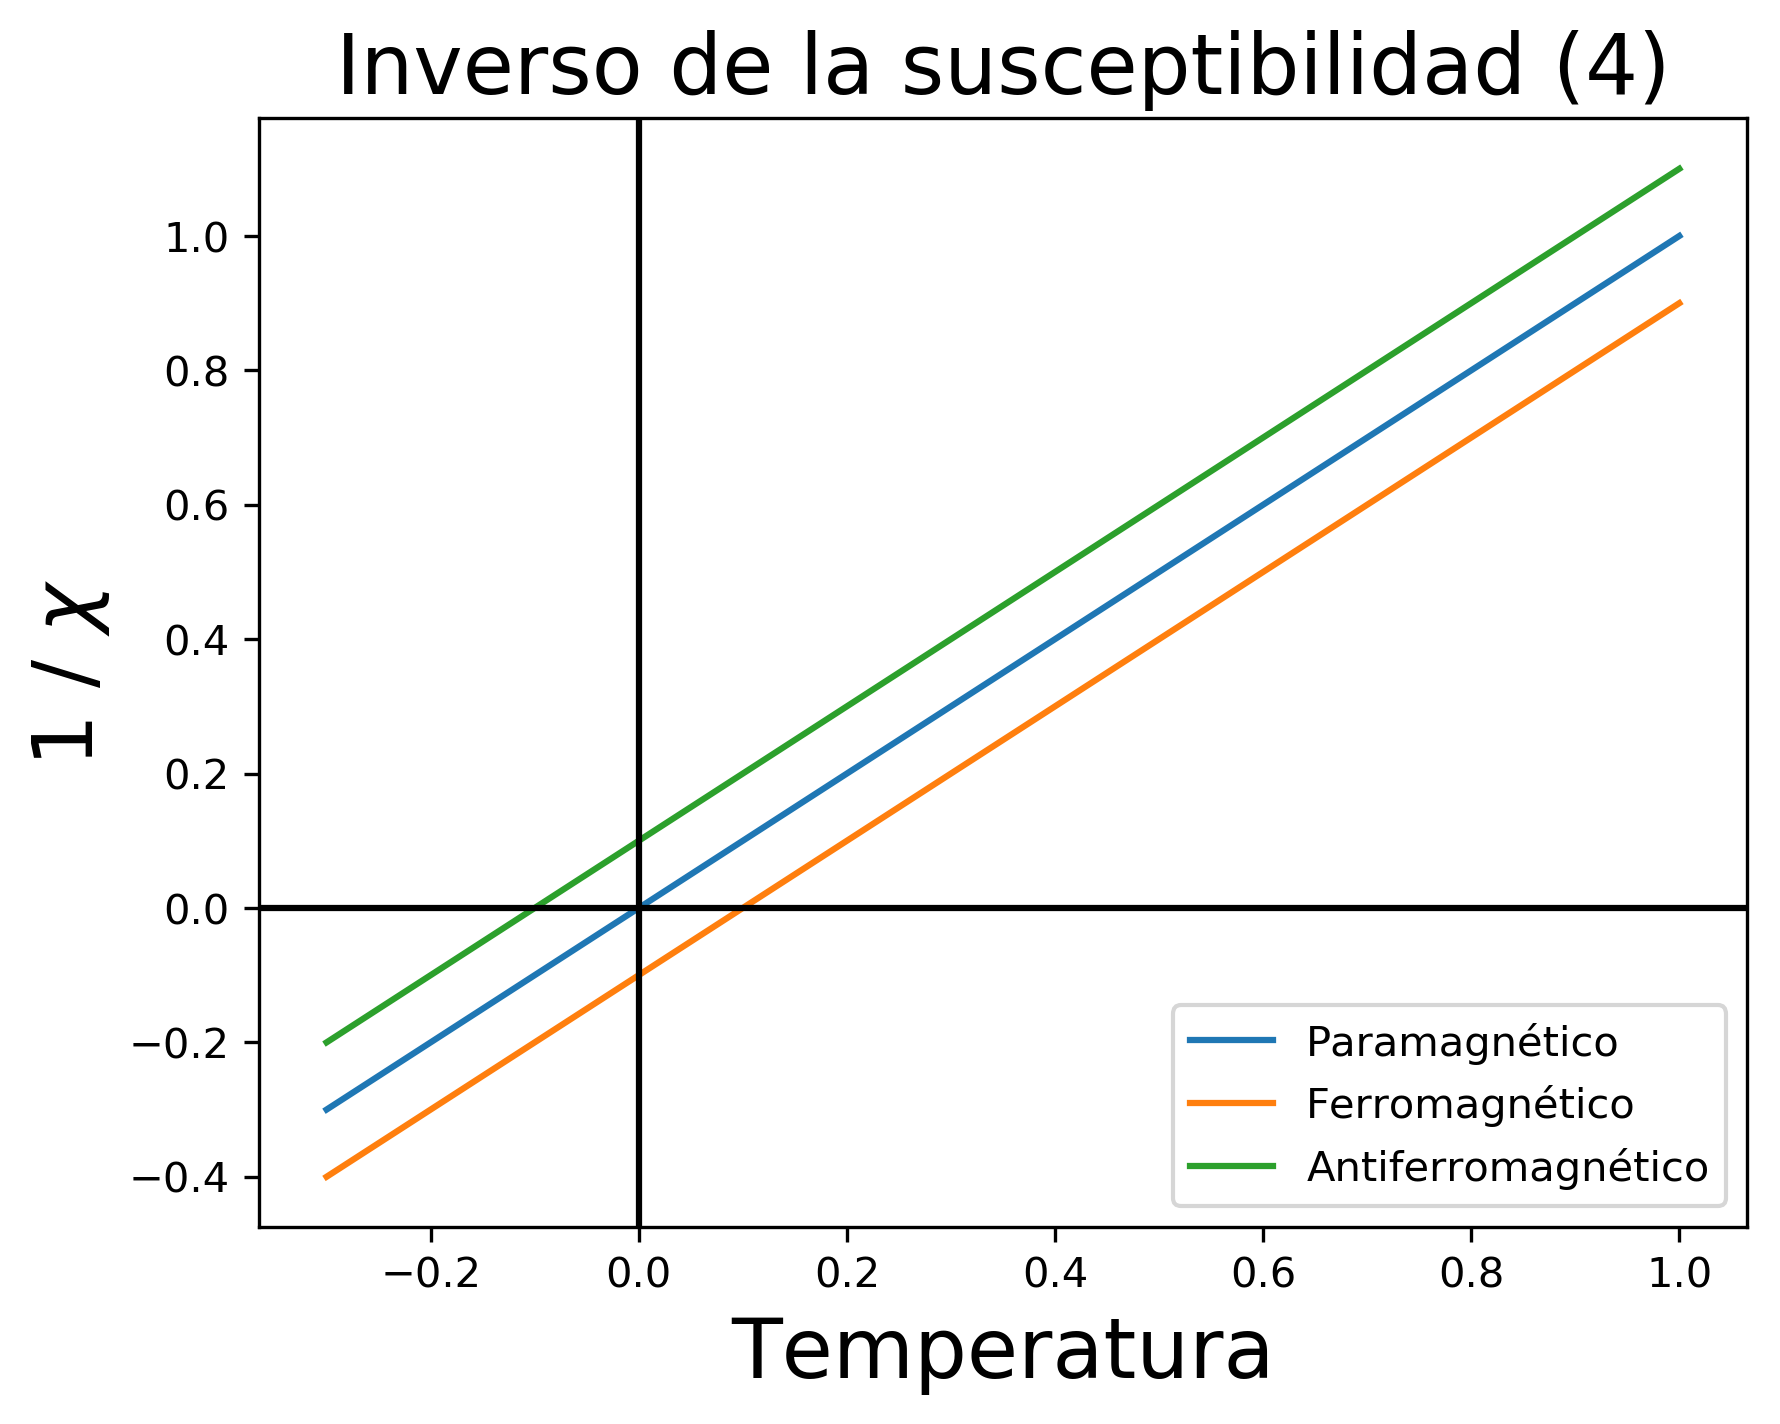 Inverso de la susceptibilidad (4)
1 / χ
1.0
0.8
0.6
0.4
0.2
0.0
−0.2
−0.4
−0.2
0.0
0.2
0.4
0.6
0.8
1.0
Temperatura
Paramagnético
Ferromagnético
Antiferromagnético